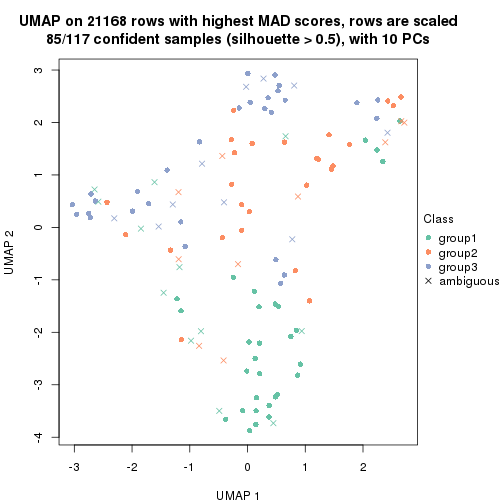 UMAP on 21168 rows with highest MAD scores, rows are scaled
85/117 confident samples (silhouette > 0.5), with 10 PCs
3
2
1
0
-1
-2
-3
-4
UMAP 2
-3 -2 -1 0 1 2
UMAP 1
Class
group1
group2
group3
ambiguous